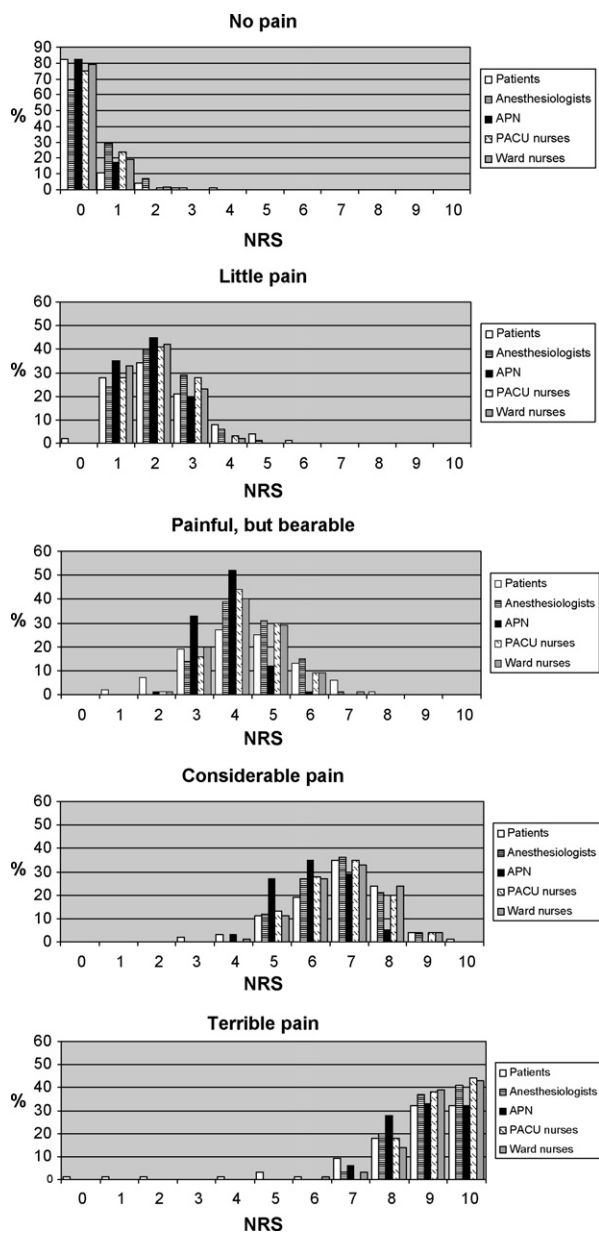 No pain
90
80
70
60
50
40
30
20
10
0
%
0 1 2 3 4 5 6 7 8 9 10
NRS
Patients
Anesthesiologists
APN
PACU nurses
Ward nurses
Little pain
60
50
40
30
20
10
0
%
0 1 2 3 4 5 6 7 8 9 10
NRS
Patients
Anesthesiologists
APN
PACU nurses
Ward nurses
Painful, but bearable
60
50
40
30
20
10
0
%
0 1 2 3 4 5 6 7 8 9 10
NRS
Patients
Anesthesiologists
APN
PACU nurses
Ward nurses
Considerable pain
60
50
40
30
20
10
0
%
0 1 2 3 4 5 6 7 8 9 10
NRS
Patients
Anesthesiologists
APN
PACU nurses
Ward nurses
Terrible pain
60
50
40
30
20
10
0
%
0 1 2 3 4 5 6 7 8 9 10
NRS
Patients
Anesthesiologists
APN
PACU nurses
Ward nurses